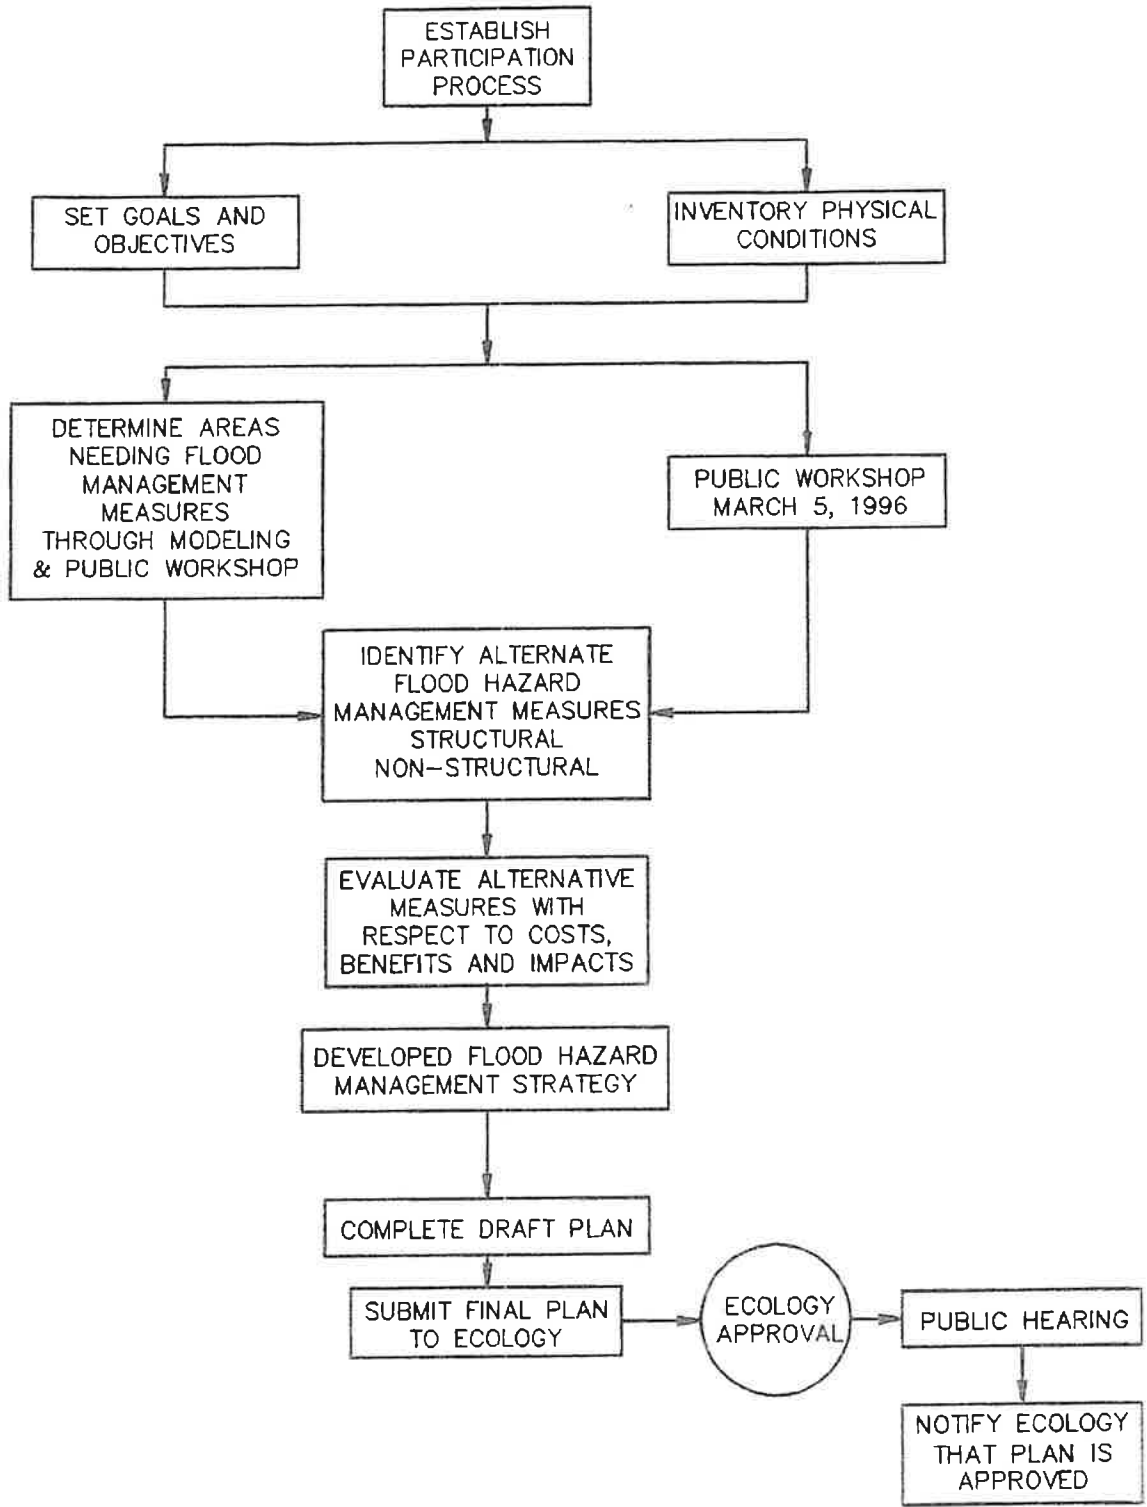 ESTABLISH
PARTICIPATION
PROCESS
SET GOALS AND
OBJECTIVES
INVENTORY PHYSICAL
CONDITIONS
DETERMINE AREAS
NEEDING FLOOD
MANAGEMENT
MEASURES
THROUGH MODELING
& PUBLIC WORKSHOP
PUBLIC WORKSHOP
MARCH 5, 1996
IDENTIFY ALTERNATE
FLOOD HAZARD
MANAGEMENT MEASURES
STRUCTURAL
NON-STRUCTURAL
EVALUATE ALTERNATIVE
MEASURES WITH
RESPECT TO COSTS,
BENEFITS AND IMPACTS
DEVELOPED FLOOD HAZARD
MANAGEMENT STRATEGY
COMPLETE DRAFT PLAN
SUBMIT FINAL PLAN
TO ECOLOGY
ECOLOGY
APPROVAL
PUBLIC HEARING
NOTIFY ECOLOGY
THAT PLAN IS
APPROVED